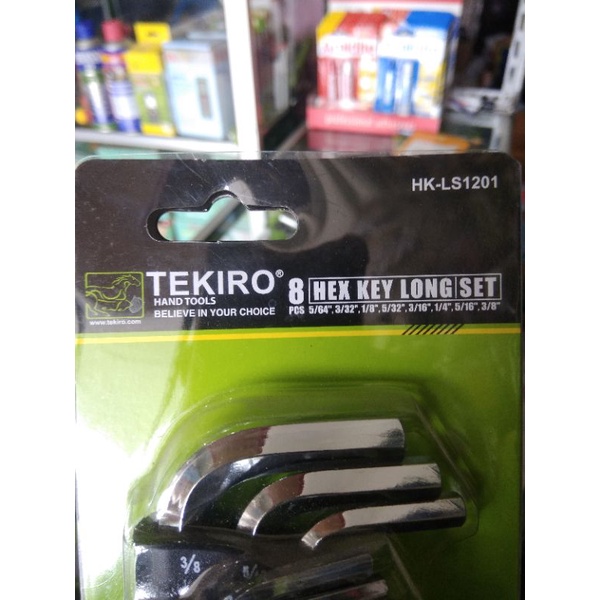 HK-LS1201
TEKIRO®
HAND TOOLS
BELIEVE IN YOUR CHOICE
www.tekiro.com
8 PCS
HEX KEY LONG SET
5/64", 3/32", 1/8", 5/32", 3/16", 1/4", 5/16", 3/8"
3/8
5/